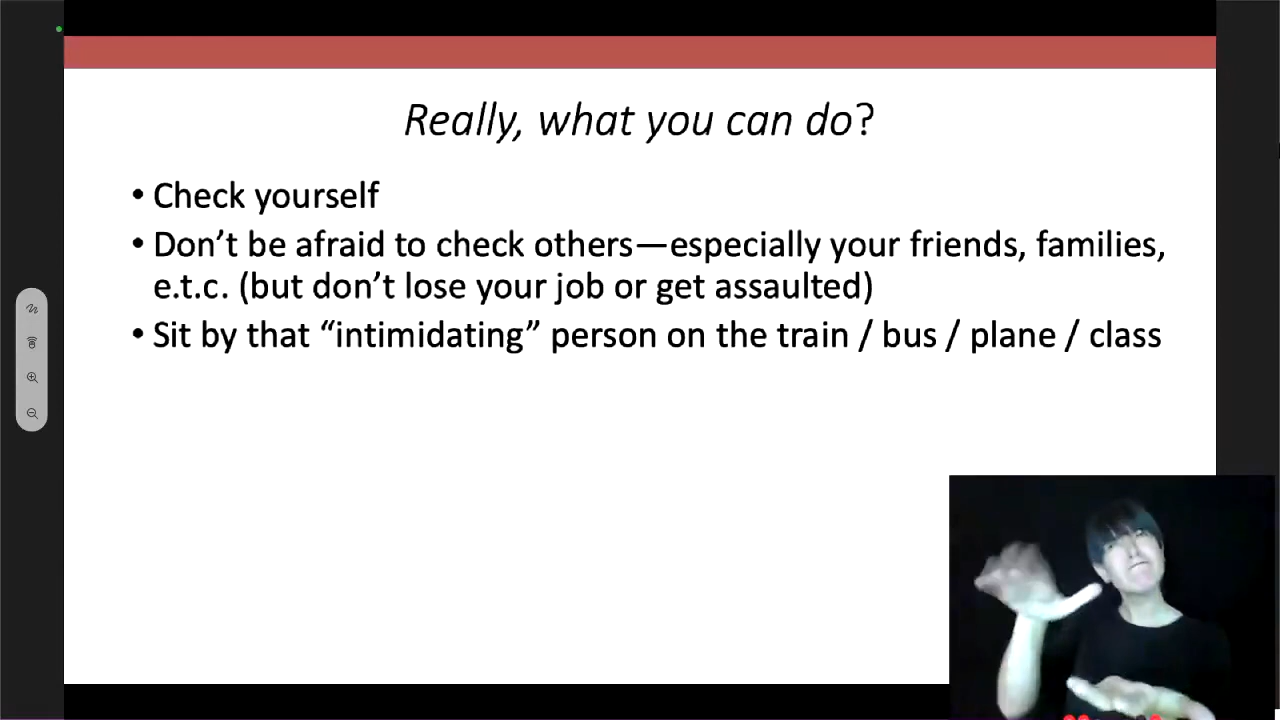 Really, what you can do?
• Check yourself
• Don’t be afraid to check others—especially your friends, families,
e.t.c. (but don’t lose your job or get assaulted)
• Sit by that “intimidating” person on the train / bus / plane / class